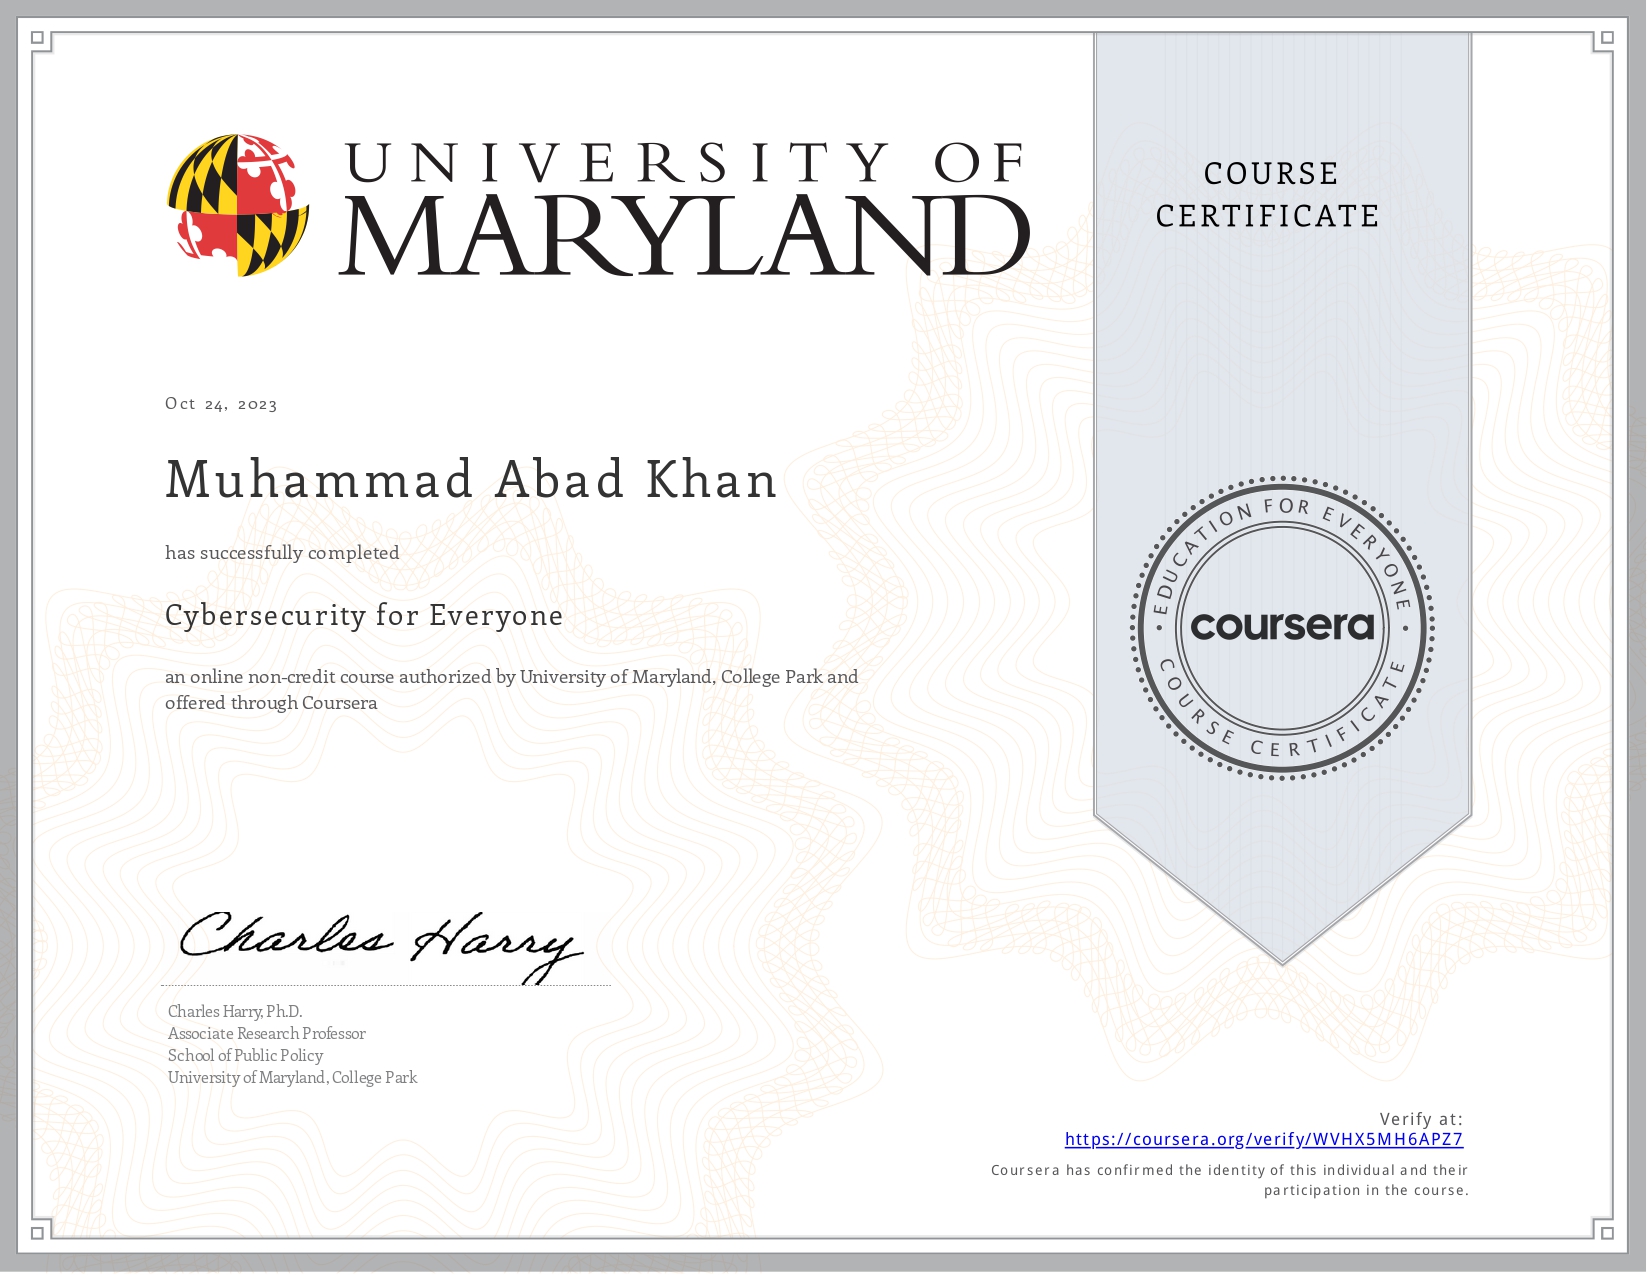 UNIVERSITY OF
MARYLAND
COURSE
CERTIFICATE
Oct 24, 2023
Muhammad Abad Khan
has successfully completed
Cybersecurity for Everyone
an online non-credit course authorized by University of Maryland, College Park and
offered through Coursera
EDUCATION FOR EVERYONE
coursera
COURSE CERTIFICATE
Charles Harry
Charles Harry, Ph.D.
Associate Research Professor
School of Public Policy
University of Maryland, College Park
Verify at:
https://coursera.org/verify/WVHX5MH6APZ7
Coursera has confirmed the identity of this individual and their
participation in the course.